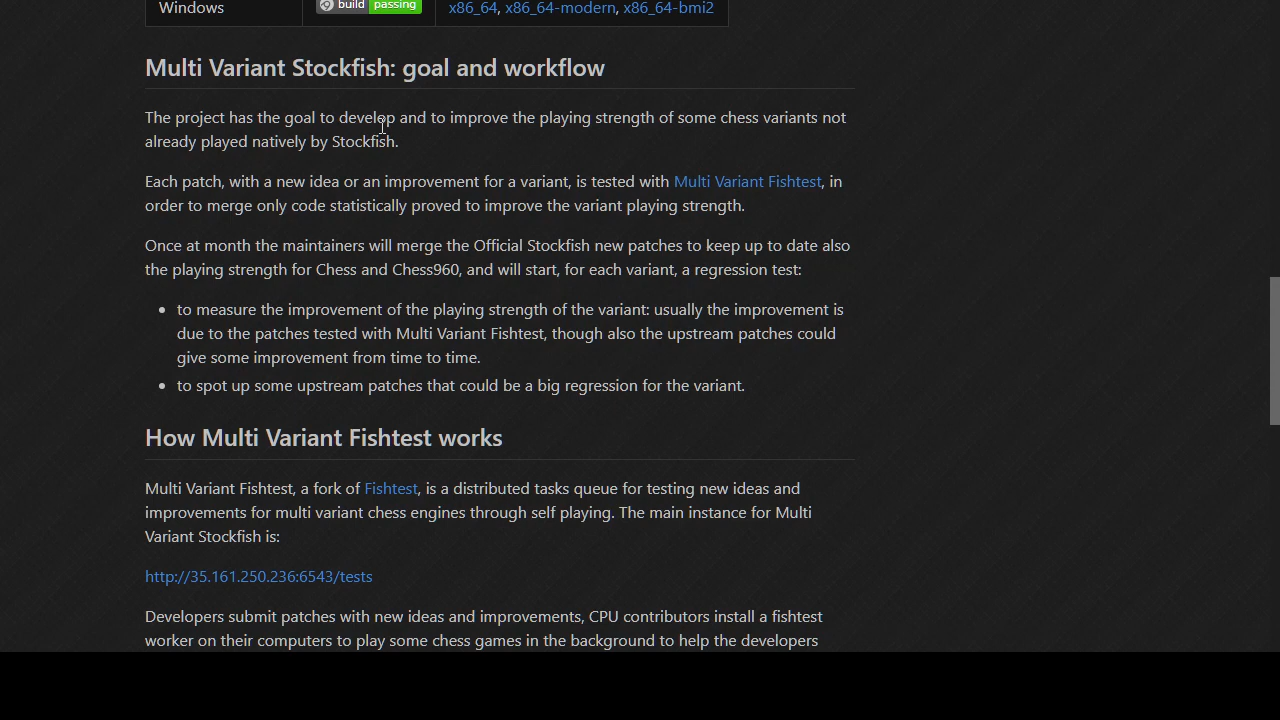 Windows build passing x86_64, x86_64-modern, x86_64-bmi2
Multi Variant Stockfish: goal and workflow
The project has the goal to develop and to improve the playing strength of some chess variants not
already played natively by Stockfish.
Each patch, with a new idea or an improvement for a variant, is tested with Multi Variant Fishtest, in
order to merge only code statistically proved to improve the variant playing strength.
Once at month the maintainers will merge the Official Stockfish new patches to keep up to date also
the playing strength for Chess and Chess960, and will start, for each variant, a regression test:
• to measure the improvement of the playing strength of the variant: usually the improvement is
due to the patches tested with Multi Variant Fishtest, though also the upstream patches could
give some improvement from time to time.
• to spot up some upstream patches that could be a big regression for the variant.
How Multi Variant Fishtest works
Multi Variant Fishtest, a fork of Fishtest, is a distributed tasks queue for testing new ideas and
improvements for multi variant chess engines through self playing. The main instance for Multi
Variant Stockfish is:
http://35.161.250.236:6543/tests
Developers submit patches with new ideas and improvements, CPU contributors install a fishtest
worker on their computers to play some chess games in the background to help the developers